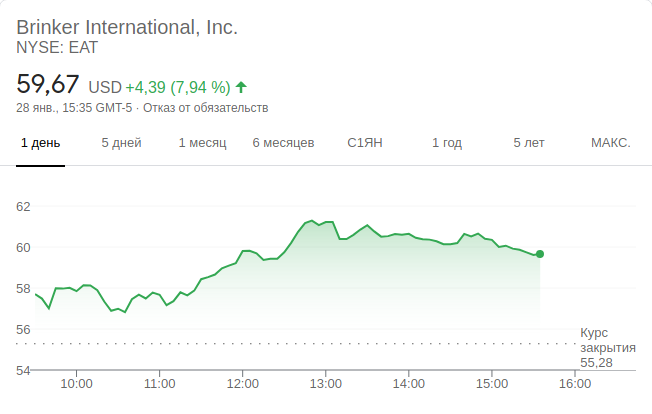 Brinker International, Inc.
NYSE: EAT
59,67 USD +4,39 (7,94 %)
28 янв., 15:35 GMT-5 · Отказ от обязательств
1 день 5 дней 1 месяц 6 месяцев С1ЯН 1 год 5 лет МАКС.
62
60
58
56
Курс
закрытия
55,28
54
10:00 11:00 12:00 13:00 14:00 15:00 16:00